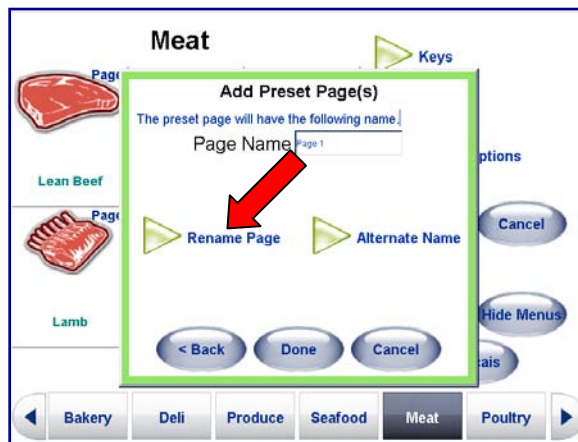 Meat
Keys
Page
Add Preset Page(s)
The preset page will have the following name.
Page Name Page 1
ptions
Lean Beef
Page
Rename Page
Alternate Name
Cancel
Lamb
Hide Menus
< Back
Done
Cancel
cais
Bakery
Deli
Produce
Seafood
Meat
Poultry